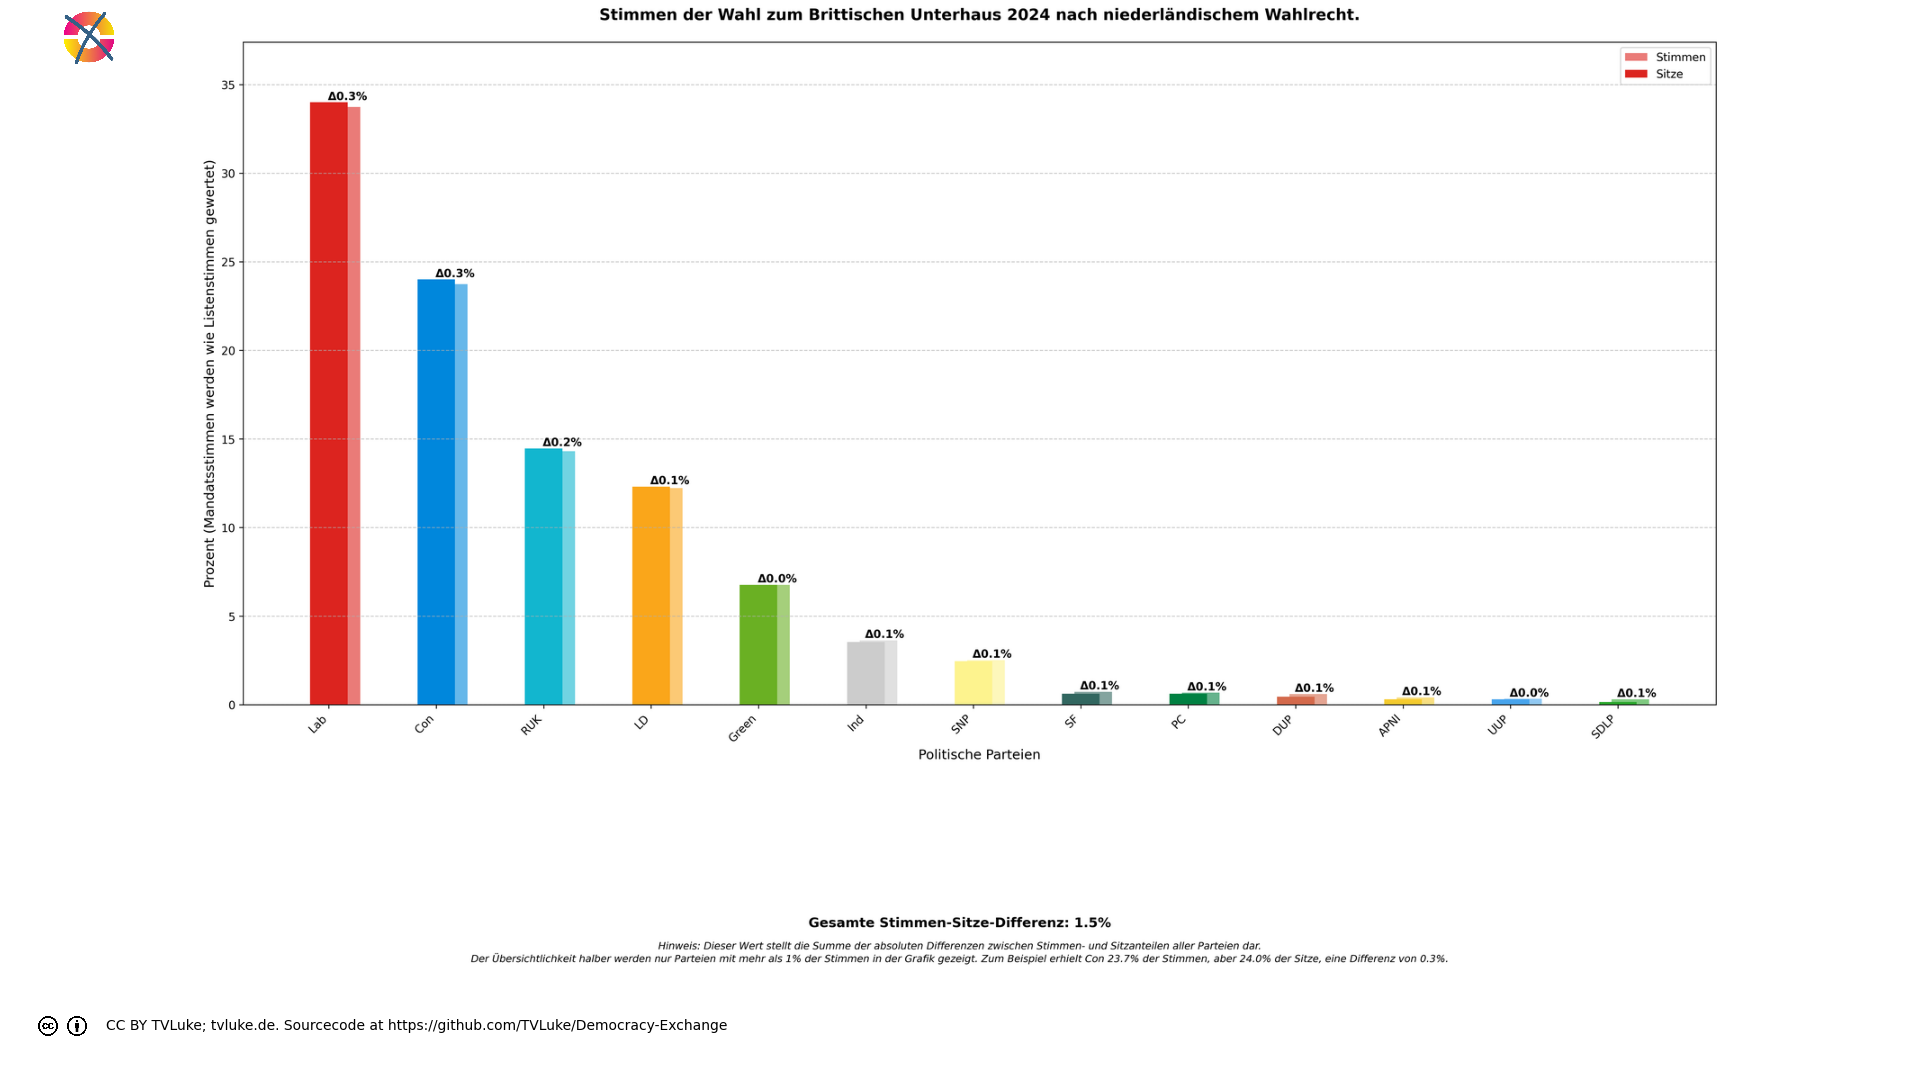 Stimmen der Wahl zum Brittischen Unterhaus 2024 nach niederländischem Wahlrecht.
Stimmen
Sitze
Prozent (Mandatsstimmen werden wie Listenstimmen gewertet)
35
30
25
20
15
10
5
0
Δ0.3%
Δ0.3%
Δ0.2%
Δ0.1%
Δ0.0%
Δ0.1%
Δ0.1%
Δ0.1%
Δ0.1%
Δ0.1%
Δ0.1%
Δ0.0%
Δ0.1%
Lab
Con
RUK
LD
Green
Ind
SNP
SF
PC
DUP
APNI
UUP
SDLP
Politische Parteien
Gesamte Stimmen-Sitze-Differenz: 1.5%
Hinweis: Dieser Wert stellt die Summe der absoluten Differenzen zwischen Stimmen- und Sitzanteilen aller Parteien dar.
Der Übersichtlichkeit halber werden nur Parteien mit mehr als 1% der Stimmen in der Grafik gezeigt. Zum Beispiel erhielt Con 23.7% der Stimmen, aber 24.0% der Sitze, eine Differenz von 0.3%.
cc
CC BY TVLuke; tvluke.de. Sourcecode at https://github.com/TVLuke/Democracy-Exchange